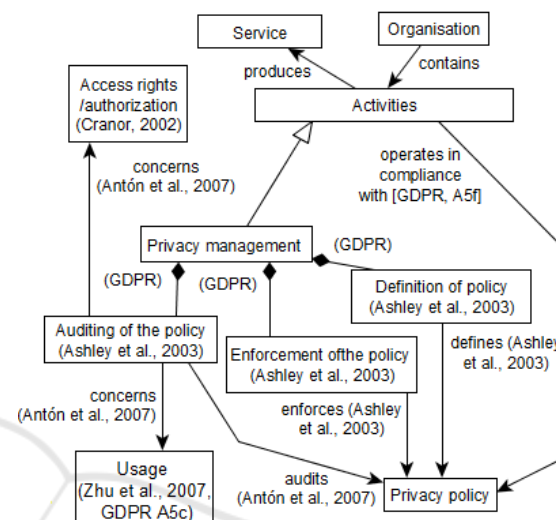 Service
Organisation
produces
contains
Access rights
/authorization
(Cranor, 2002)
Activities
concerns
(Antón et al., 2007)
operates in
compliance
with [GDPR, A5f]
Privacy management
(GDPR)
(GDPR)
(GDPR)
Definition of policy
(Ashley et al., 2003)
Auditing of the policy
(Ashley et al., 2003)
Enforcement ofthe policy
(Ashley et al., 2003)
defines (Ashley
et al., 2003)
concerns
(Antón et al., 2007)
enforces (Ashley
et al., 2003)
Usage
(Zhu et al., 2007,
GDPR A5c)
audits
(Antón et al., 2007)
Privacy policy